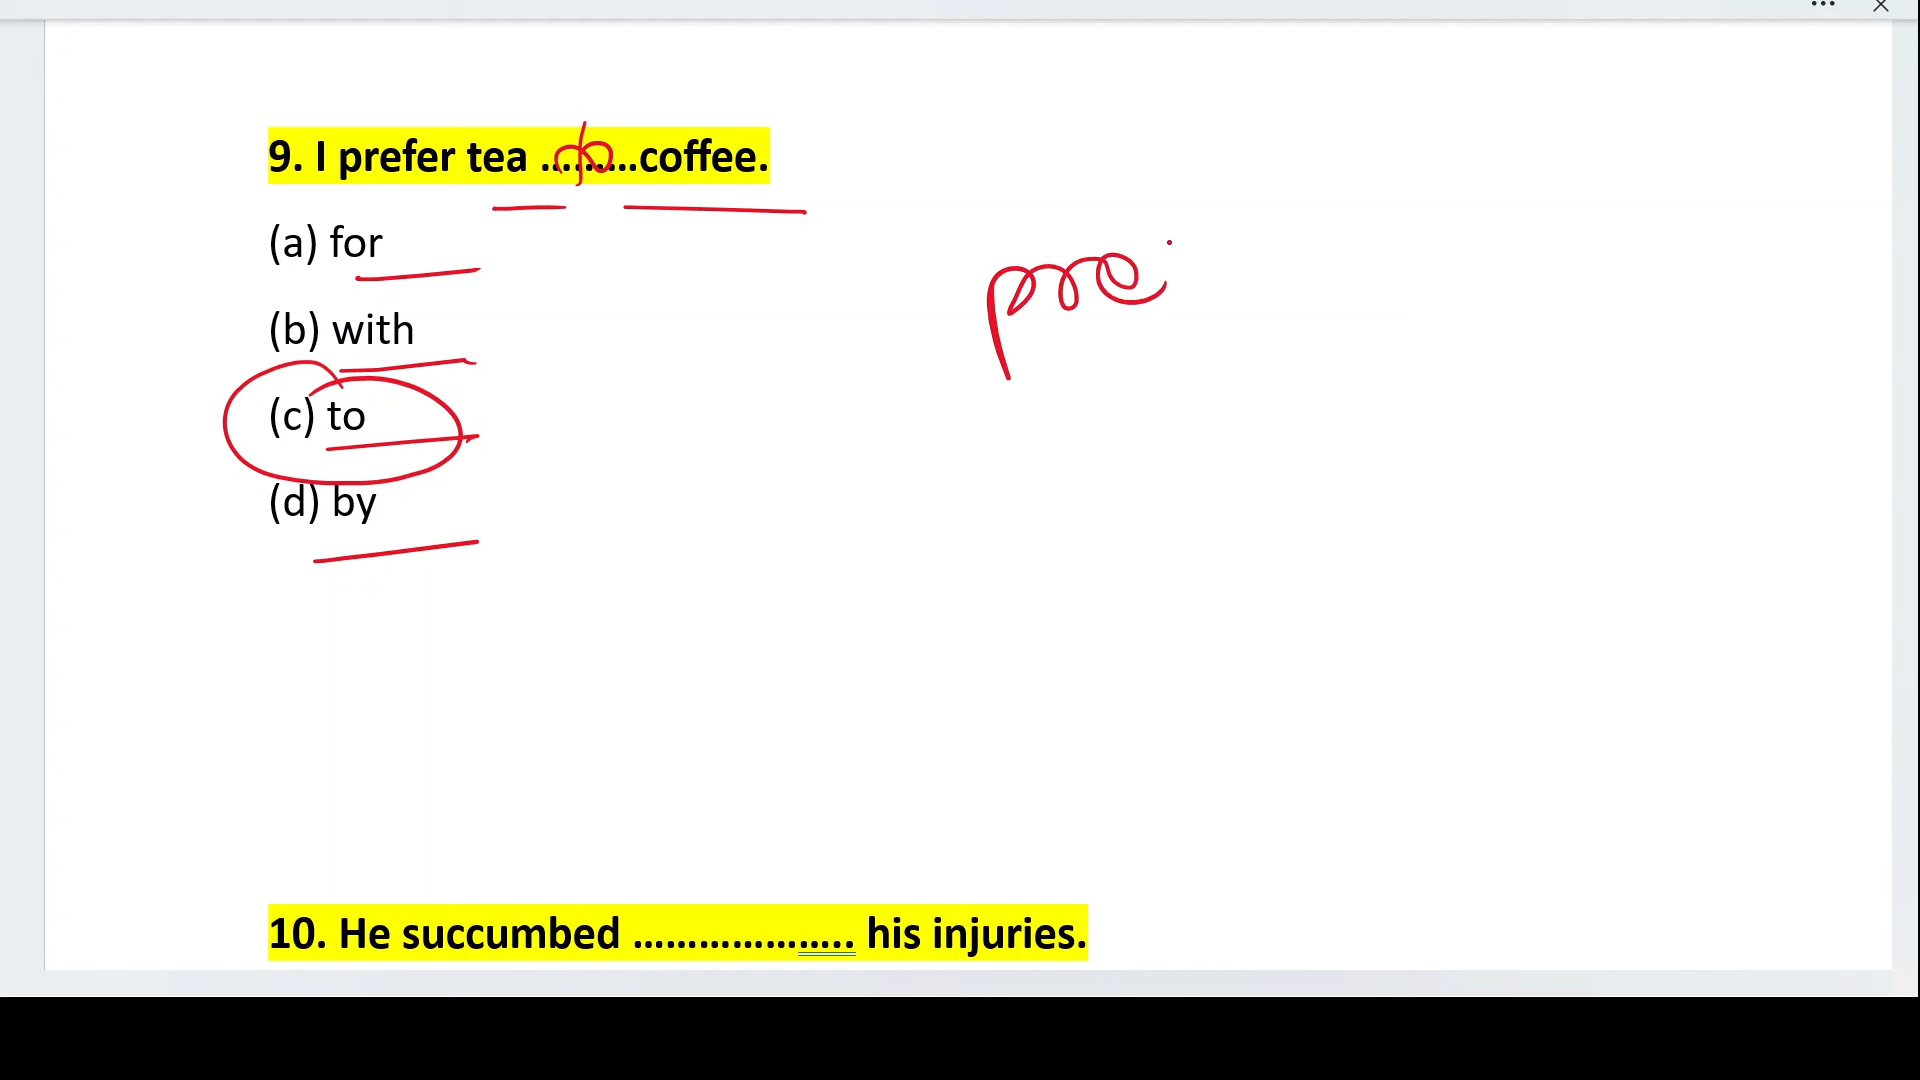 9. I prefer tea ...to...coffee.
(a) for
pre
(b) with
(c) to
(d) by
10. He succumbed ........................ his injuries.